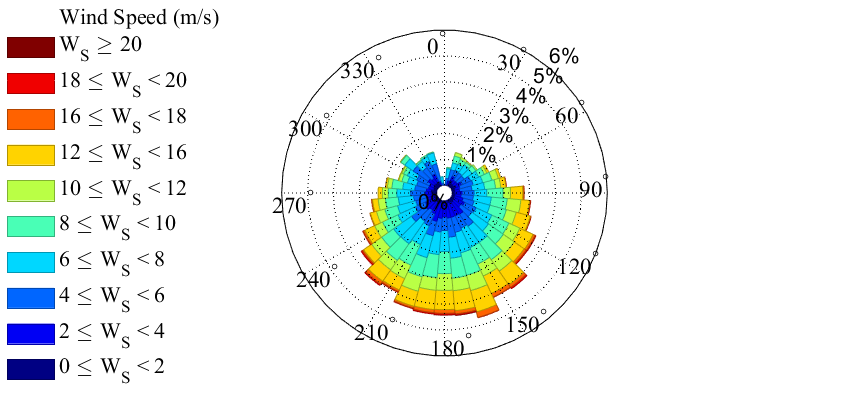 Wind Speed (m/s)
W_S ≥ 20
18 ≤ W_S < 20
16 ≤ W_S < 18
12 ≤ W_S < 16
10 ≤ W_S < 12
8 ≤ W_S < 10
6 ≤ W_S < 8
4 ≤ W_S < 6
2 ≤ W_S < 4
0 ≤ W_S < 2
0
30
60
90
120
150
180
210
240
270
300
330
6%
5%
4%
3%
2%
1%
0%